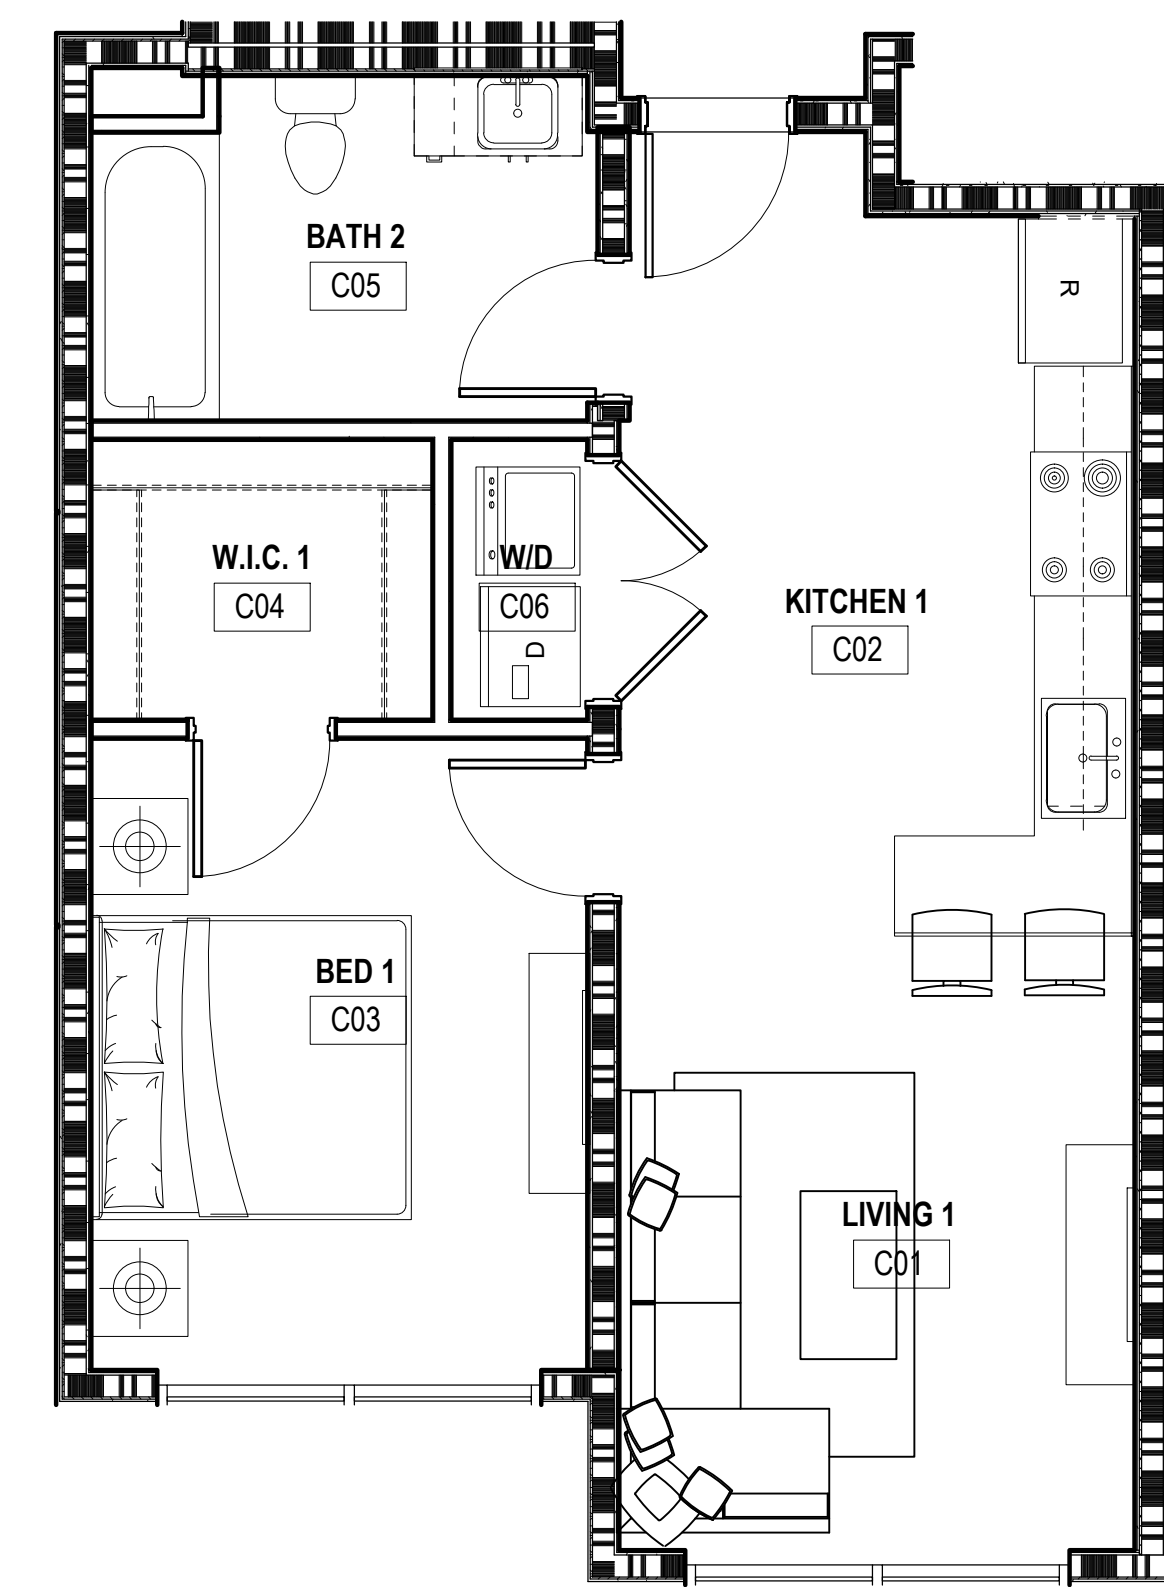 BATH 2
C05
R
W.I.C. 1
C04
W/D
C06
D
KITCHEN 1
C02
BED 1
C03
LIVING 1
C01